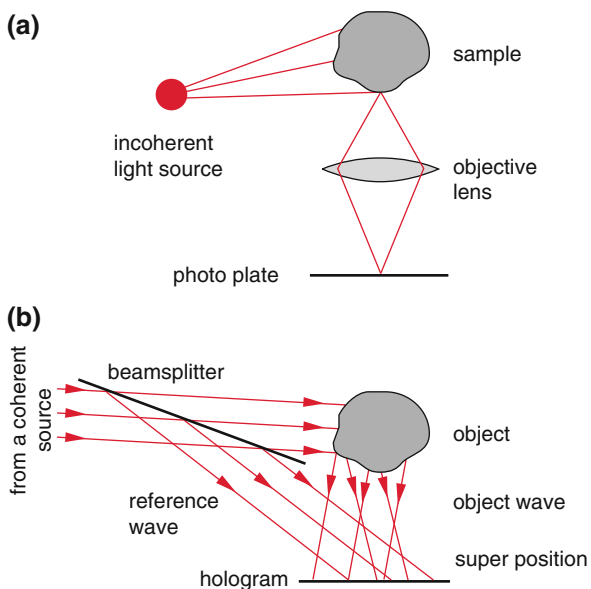 (a)
sample
incoherent
light source
objective
lens
photo plate
(b)
from a coherent
source
beamsplitter
object
reference
wave
object wave
super position
hologram